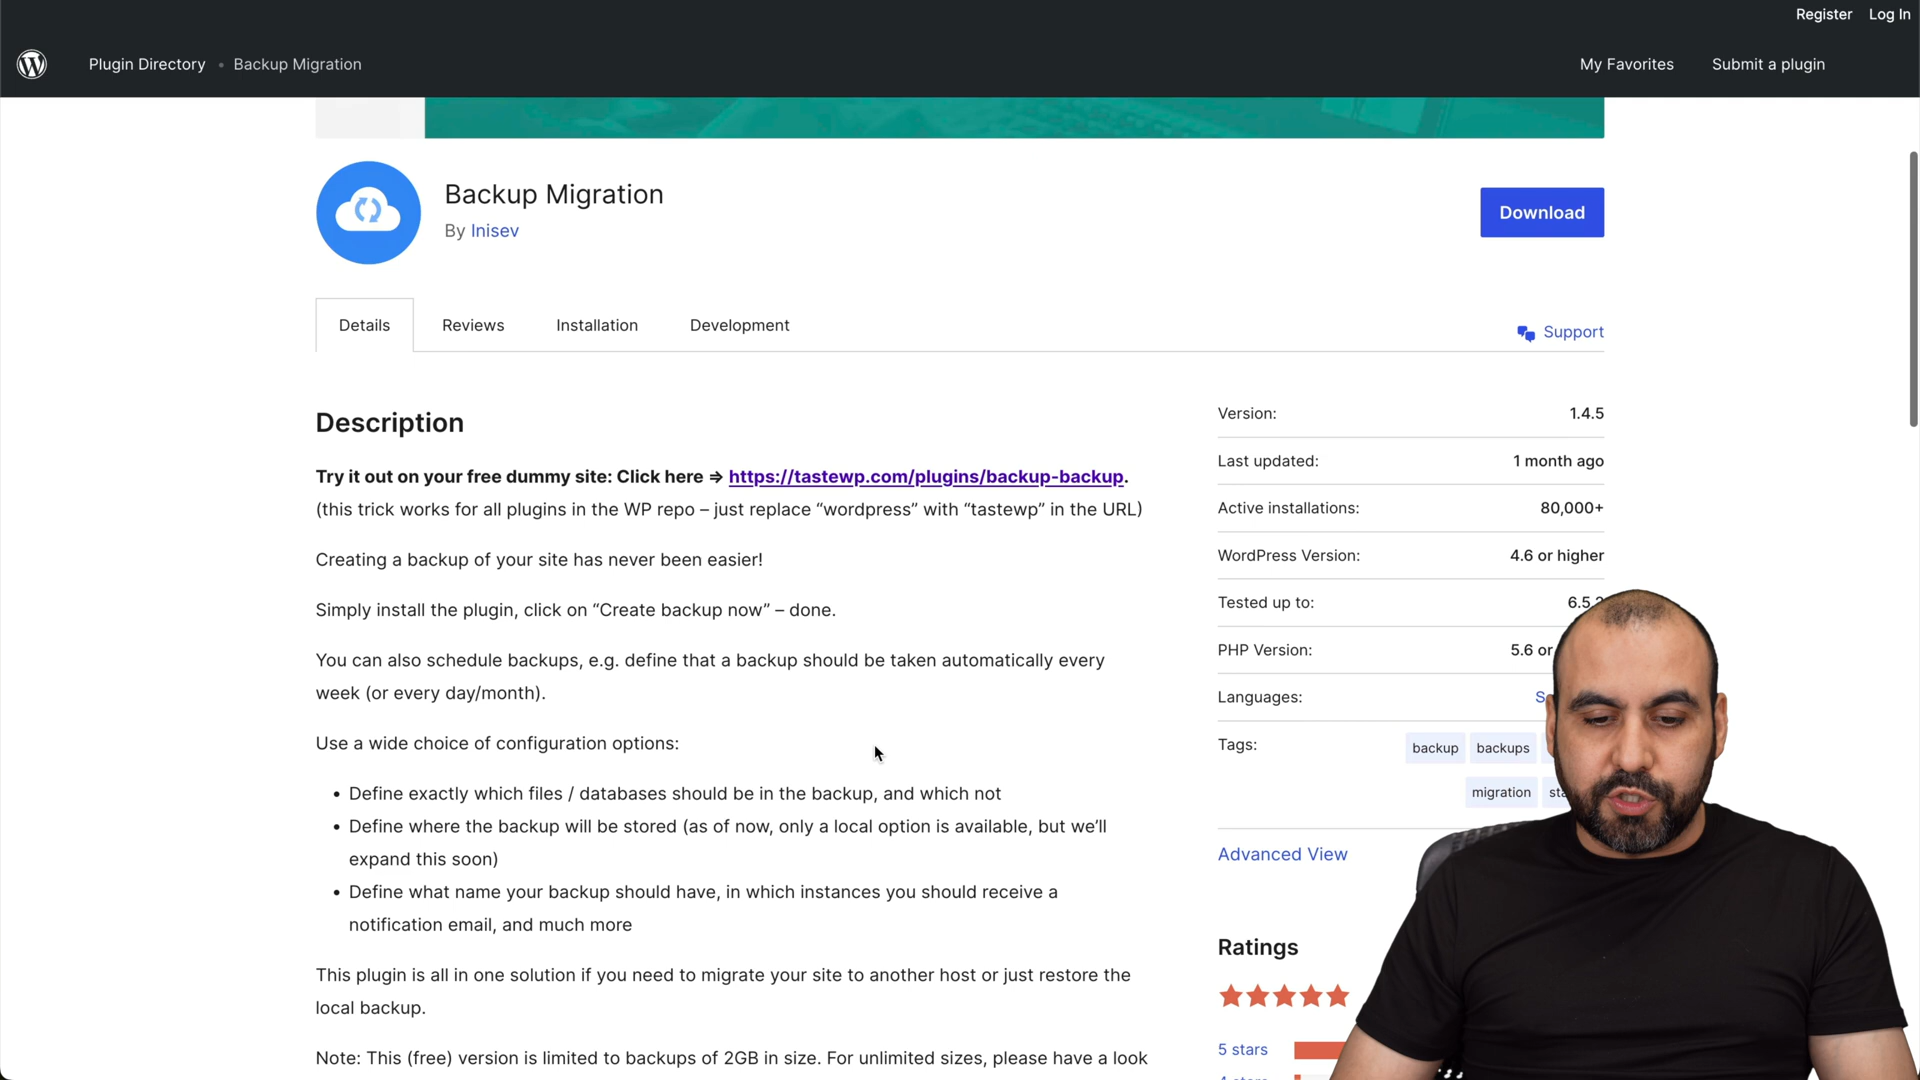 Register Log In
Plugin Directory • Backup Migration My Favorites Submit a plugin
Backup Migration
By Inisev
Download
Details Reviews Installation Development
Support
Description
Try it out on your free dummy site: Click here ⇒ https://tastewp.com/plugins/backup-backup.
(this trick works for all plugins in the WP repo – just replace “wordpress” with “tastewp” in the URL)
Creating a backup of your site has never been easier!
Simply install the plugin, click on “Create backup now” – done.
You can also schedule backups, e.g. define that a backup should be taken automatically every
week (or every day/month).
Use a wide choice of configuration options:
• Define exactly which files / databases should be in the backup, and which not
• Define where the backup will be stored (as of now, only a local option is available, but we’ll
expand this soon)
• Define what name your backup should have, in which instances you should receive a
notification email, and much more
This plugin is all in one solution if you need to migrate your site to another host or just restore the
local backup.
Note: This (free) version is limited to backups of 2GB in size. For unlimited sizes, please have a look
Version: 1.4.5
Last updated: 1 month ago
Active installations: 80,000+
WordPress Version: 4.6 or higher
Tested up to:
PHP Version: 5.6 or
Languages:
Tags: backup backups
migration
Advanced View
Ratings
5 stars